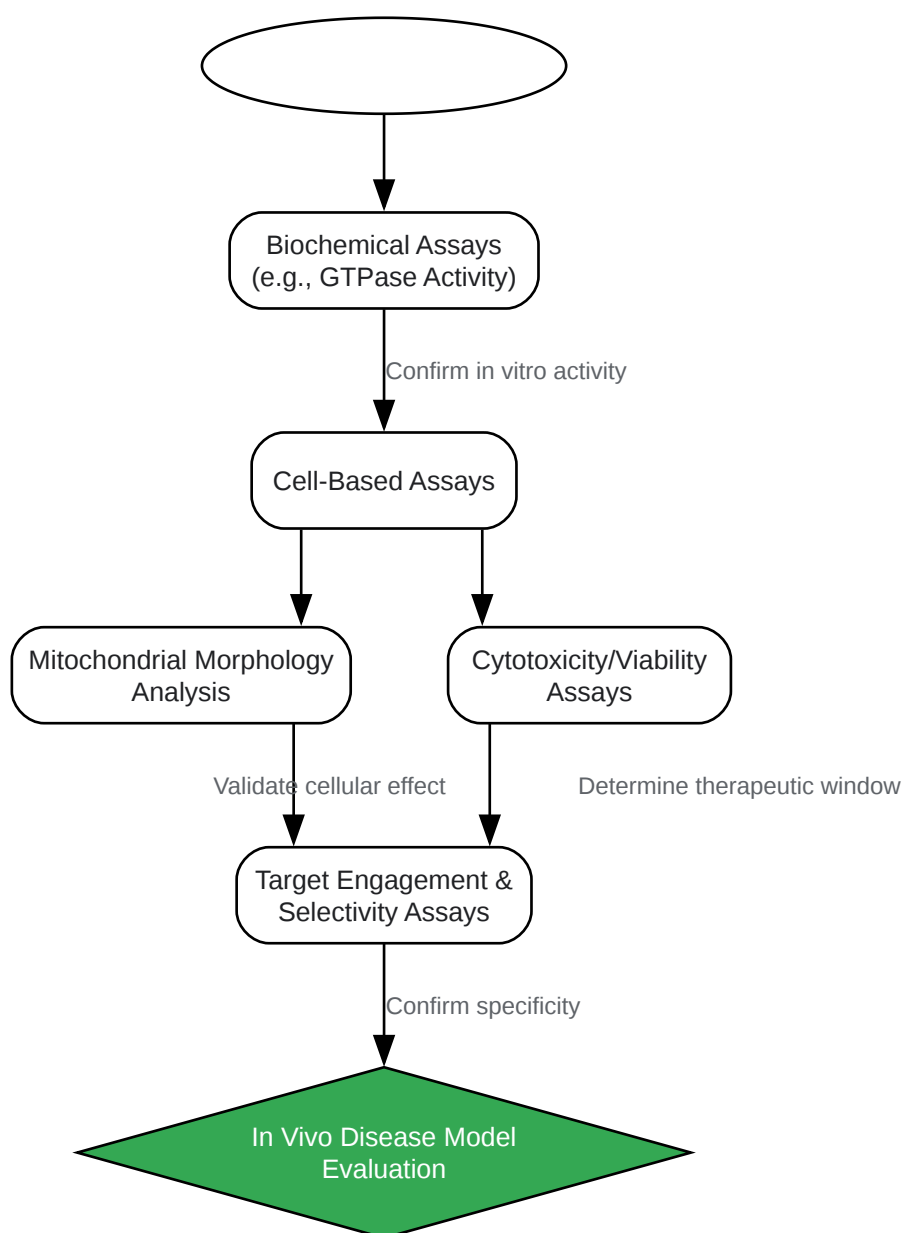 Biochemical Assays
(e.g., GTPase Activity)
Confirm in vitro activity
Cell-Based Assays
Mitochondrial Morphology
Analysis
Cytotoxicity/Viability
Assays
Validate cellular effect
Determine therapeutic window
Target Engagement &
Selectivity Assays
Confirm specificity
In Vivo Disease Model
Evaluation